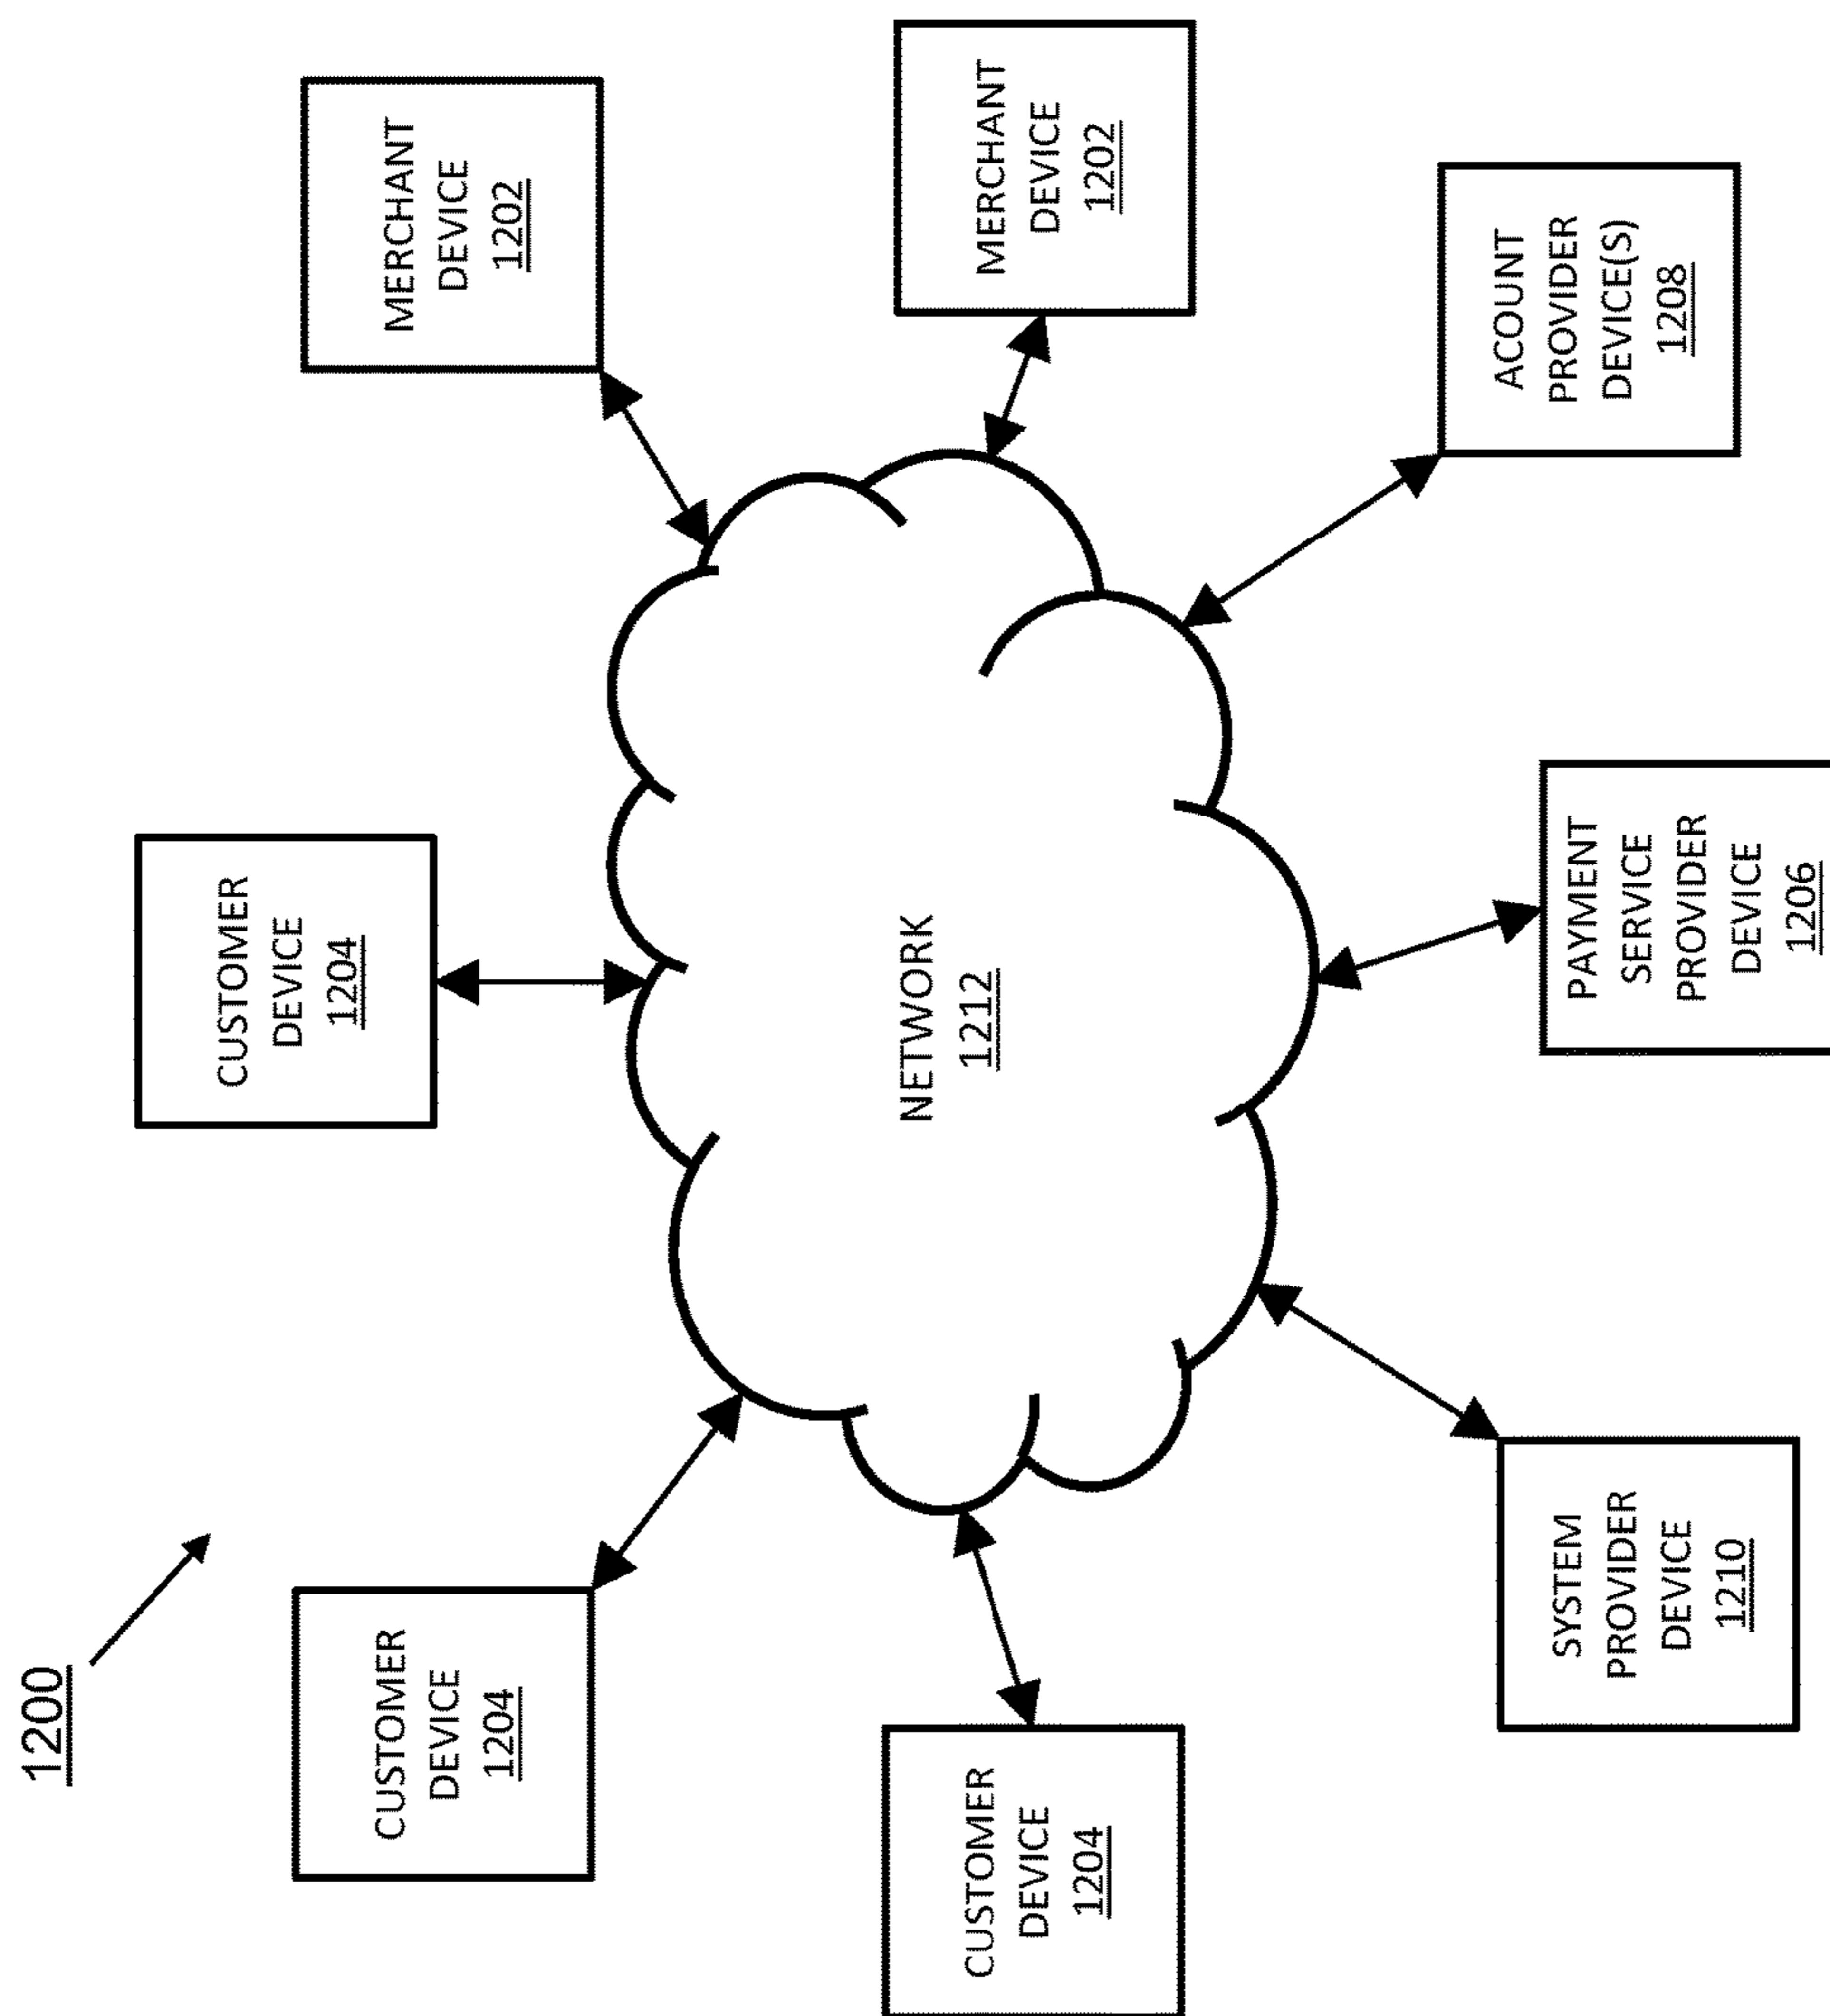 1200
CUSTOMER
DEVICE
1204
CUSTOMER
DEVICE
1204
MERCHANT
DEVICE
1202
CUSTOMER
DEVICE
1204
NETWORK
1212
MERCHANT
DEVICE
1202
SYSTEM
PROVIDER
DEVICE
1210
PAYMENT
SERVICE
PROVIDER
DEVICE
1206
ACOUNT
PROVIDER
DEVICE(S)
1208